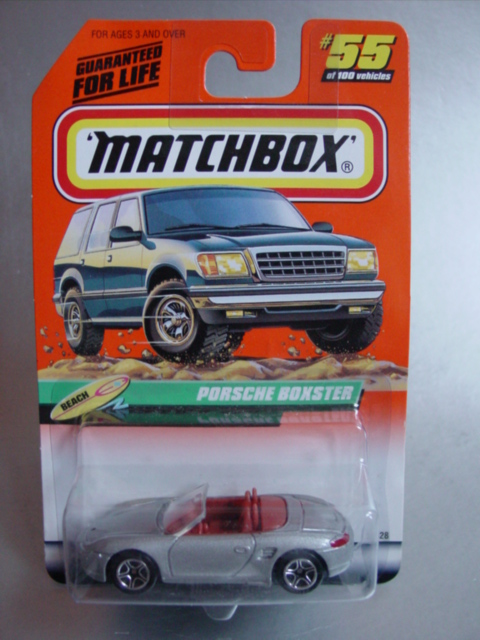 FOR AGES 3 AND OVER
GUARANTEED
FOR LIFE
#55
of 100 vehicles
'MATCHBOX'®
BEACH
PORSCHE BOXSTER
28